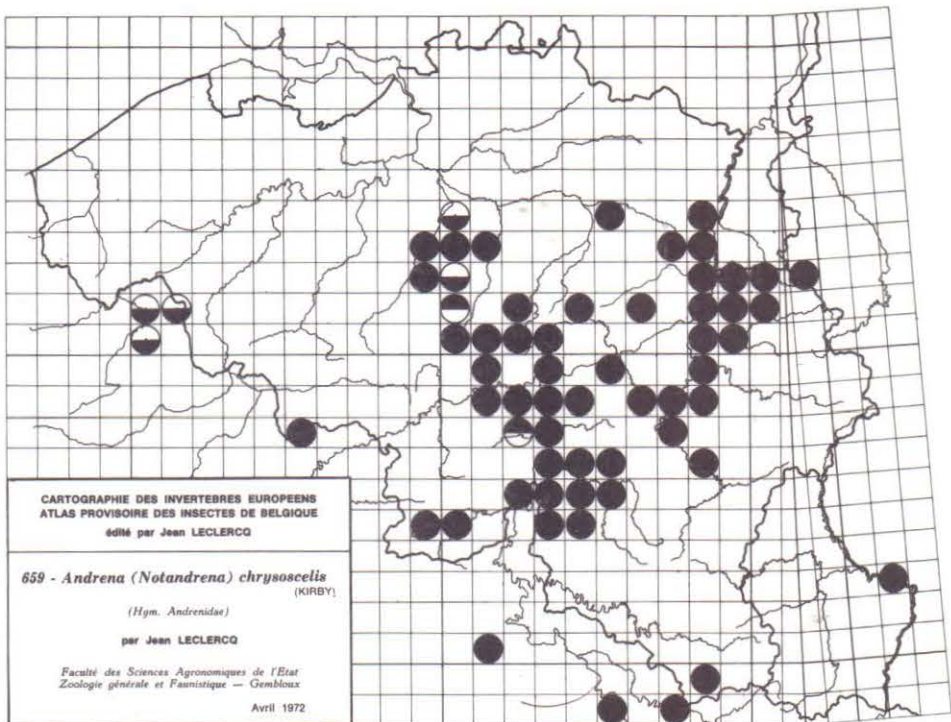 CARTOGRAPHIE DES INVERTEBRES EUROPEENS
ATLAS PROVISOIRE DES INSECTES DE BELGIQUE
édité par Jean LECLERCQ
659 - Andrena (Notandrena) chrysoscelis
(KIRBY)
(Hym. Andrenidae)
par Jean LECLERCQ
Faculté des Sciences Agronomiques de l'Etat
Zoologie générale et Faunistique — Gembloux
Avril 1972